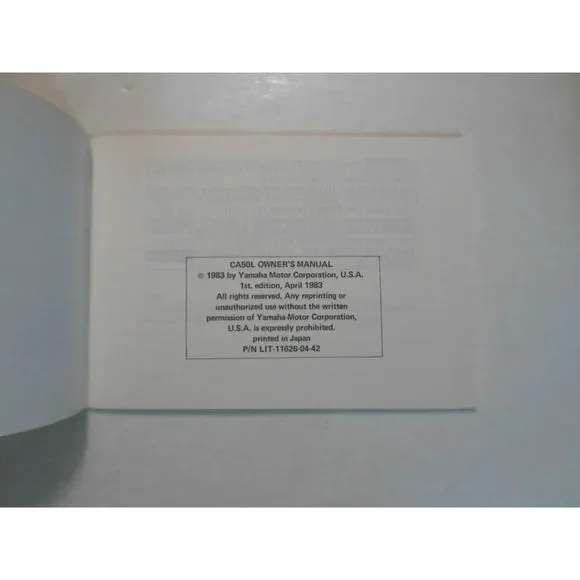 CA50L OWNER'S MANUAL
© 1983 by Yamaha Motor Corporation, U.S.A.
1st. edition, April 1983
All rights reserved. Any reprinting or
unauthorized use without the written
permission of Yamaha Motor Corporation,
U.S.A. is expressly prohibited.
printed in Japan
P/N LIT-11626-04-42